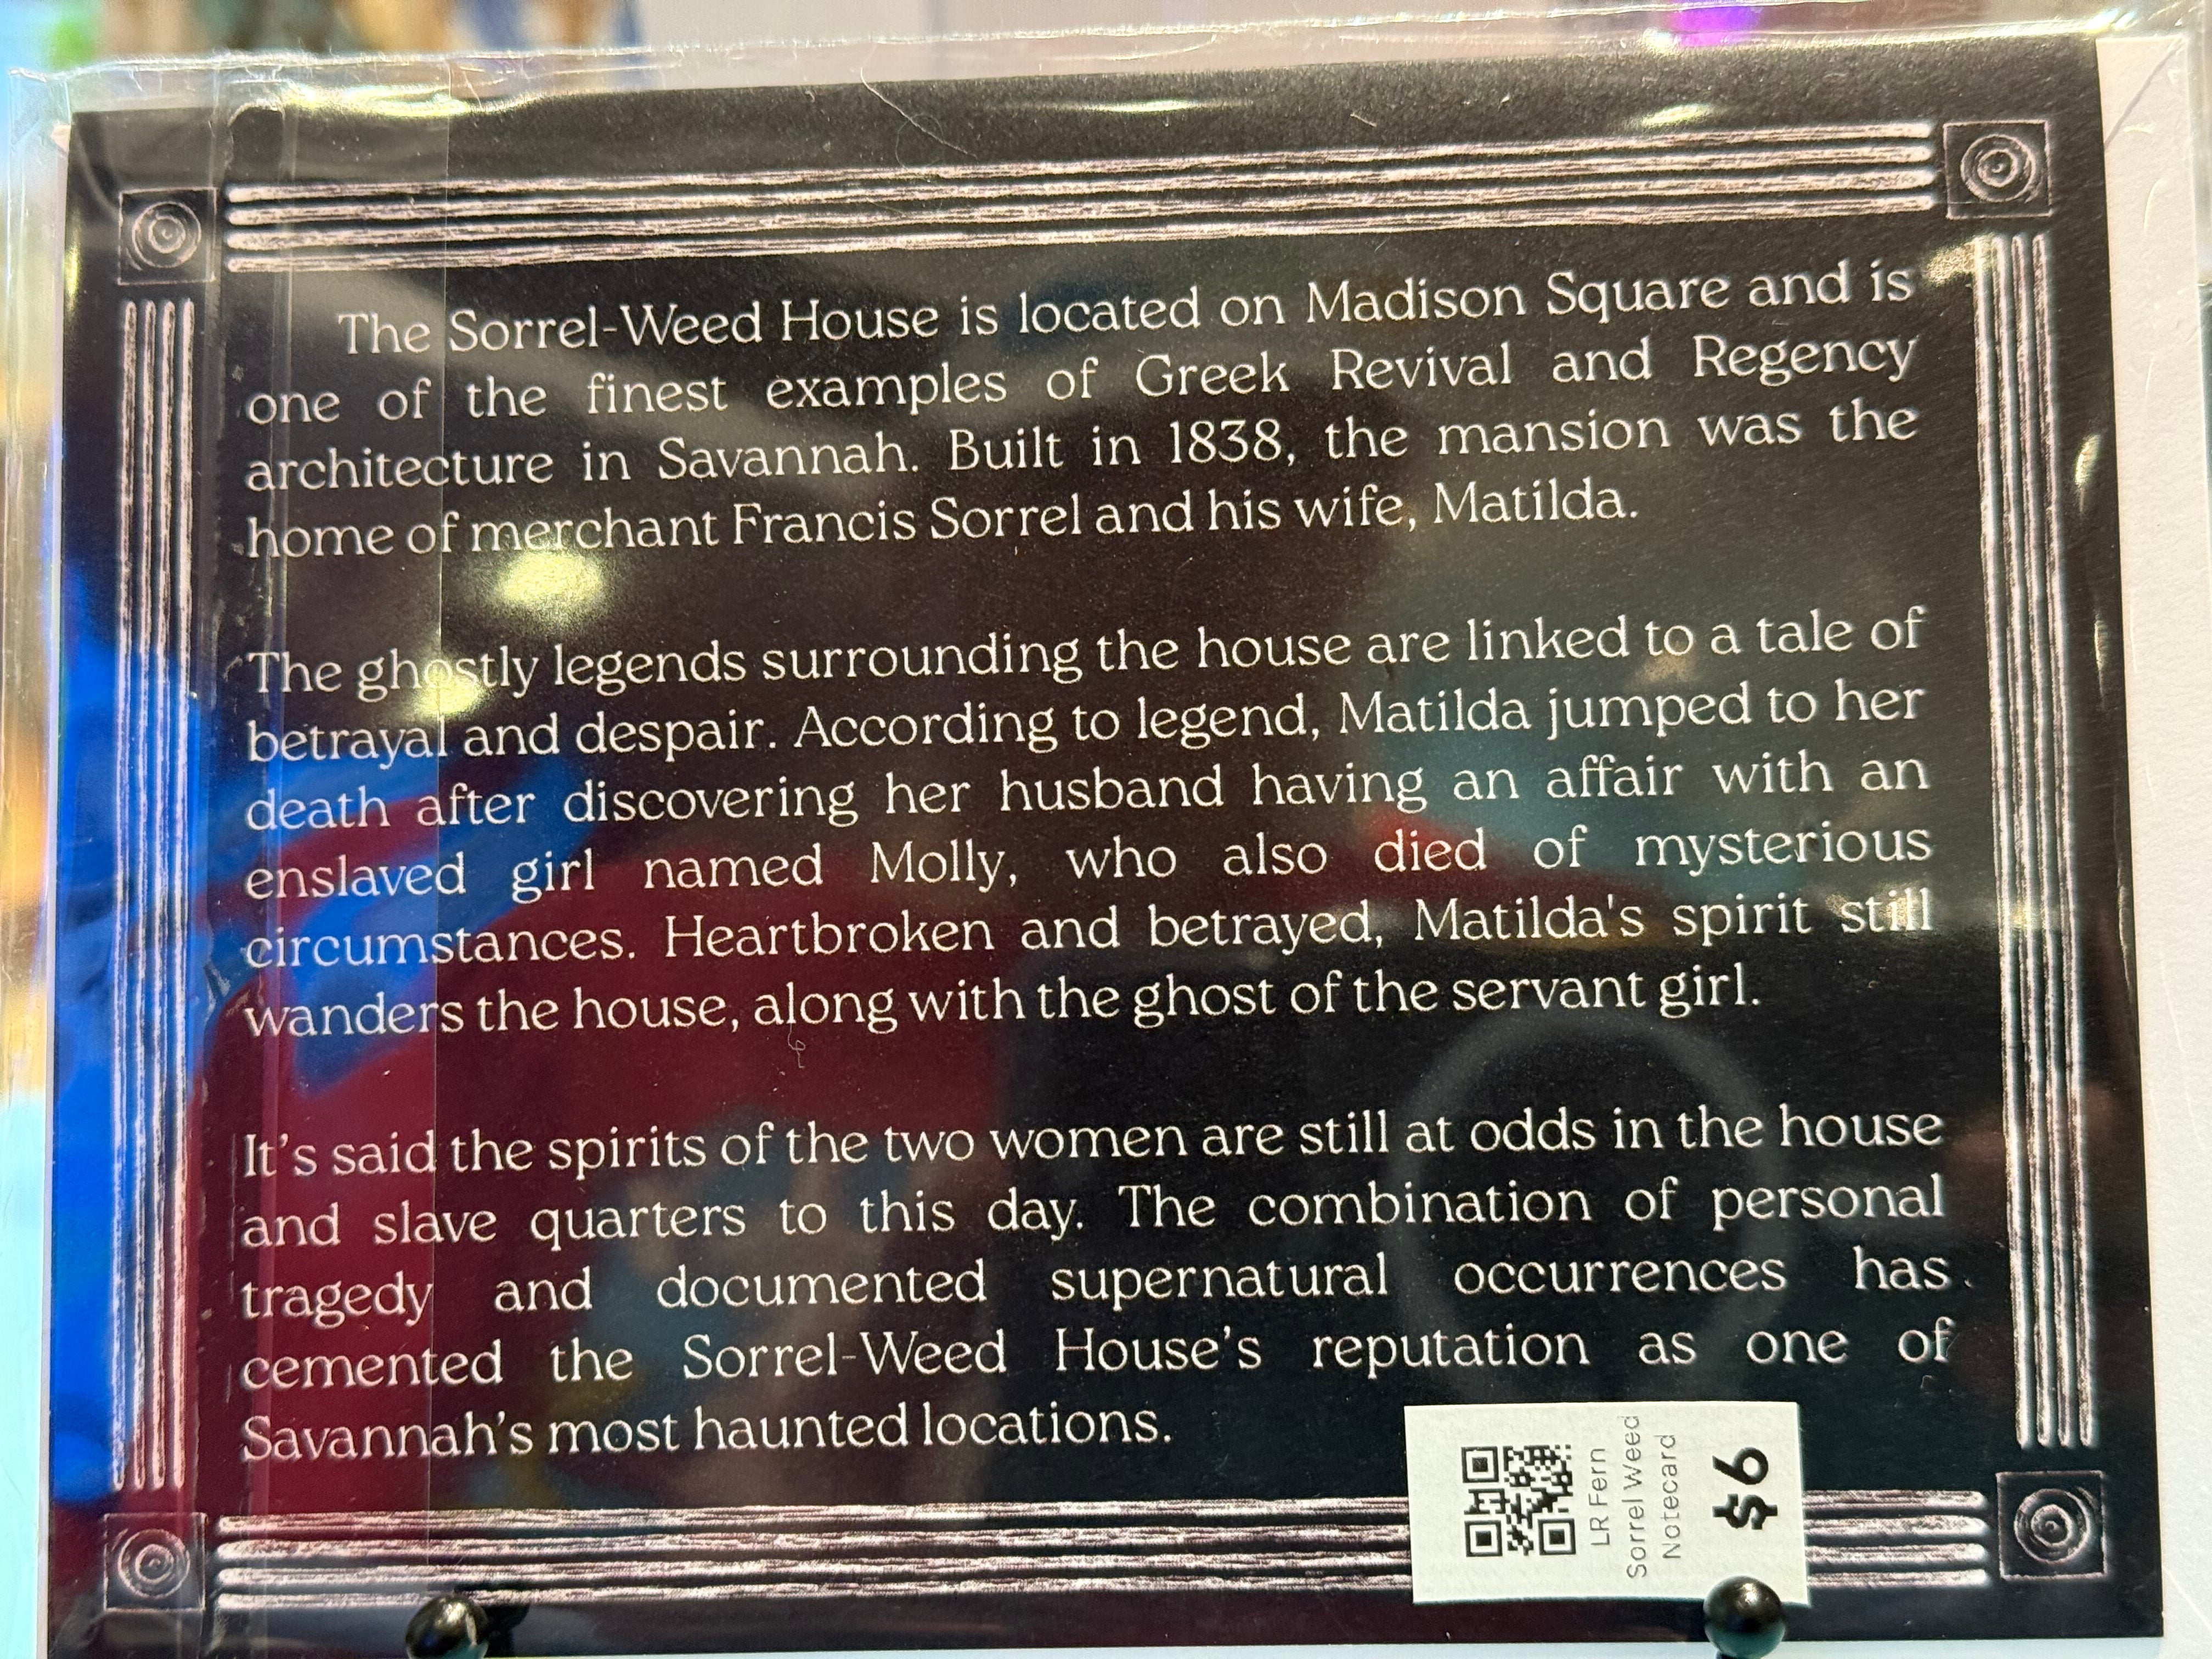 The Sorrel-Weed House is located on Madison Square and is
one of the finest examples of Greek Revival and Regency
architecture in Savannah. Built in 1838, the mansion was the
home of merchant Francis Sorrel and his wife, Matilda.
The ghostly legends surrounding the house are linked to a tale of
betrayal and despair. According to legend, Matilda jumped to her
death after discovering her husband having an affair with an
enslaved girl named Molly, who also died of mysterious
circumstances. Heartbroken and betrayed, Matilda's spirit still
wanders the house, along with the ghost of the servant girl.
It's said the spirits of the two women are still at odds in the house
and slave quarters to this day. The combination of personal
tragedy and documented supernatural occurrences has
cemented the Sorrel-Weed House's reputation as one of
Savannah's most haunted locations.
LR Fern
Sorrel Weed
Notecard
$6